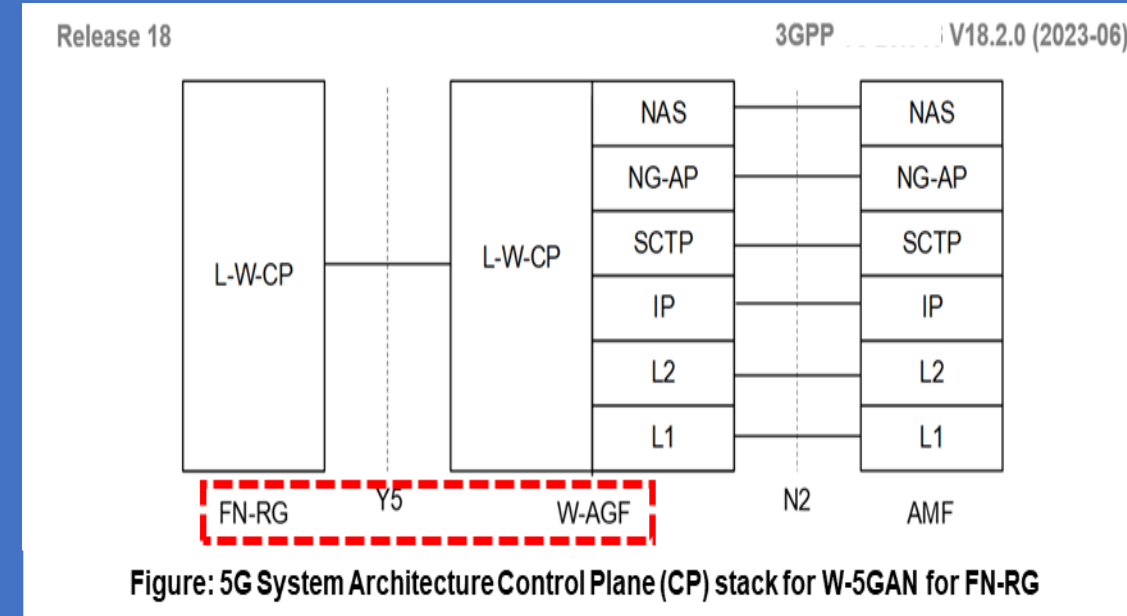 Release 18
3GPP V18.2.0 (2023-06)
NAS NAS
NG-AP NG-AP
SCTP SCTP
L-W-CP L-W-CP
IP IP
L2 L2
L1 L1
FN-RG Y5 W-AGF N2 AMF
Figure: 5G System Architecture Control Plane (CP) stack for W-5GAN for FN-RG